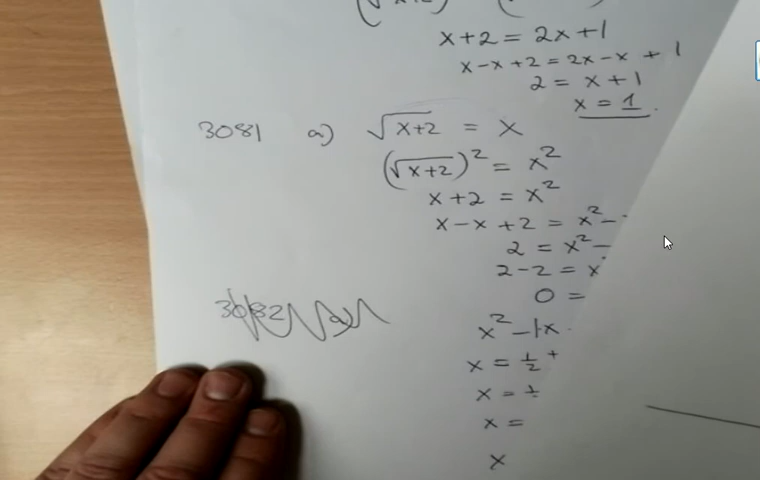 x+2 = 2x+1
x-x+2 = 2x-x + 1
2 = x+1
x = 1
3081 a) √x+2 = x
(√x+2)² = x²
x+2 = x²
x-x+2 = x²-
2 = x²-
2-2 = x
0 =
x²-1x
x = 1/2 +
x =
x =
x